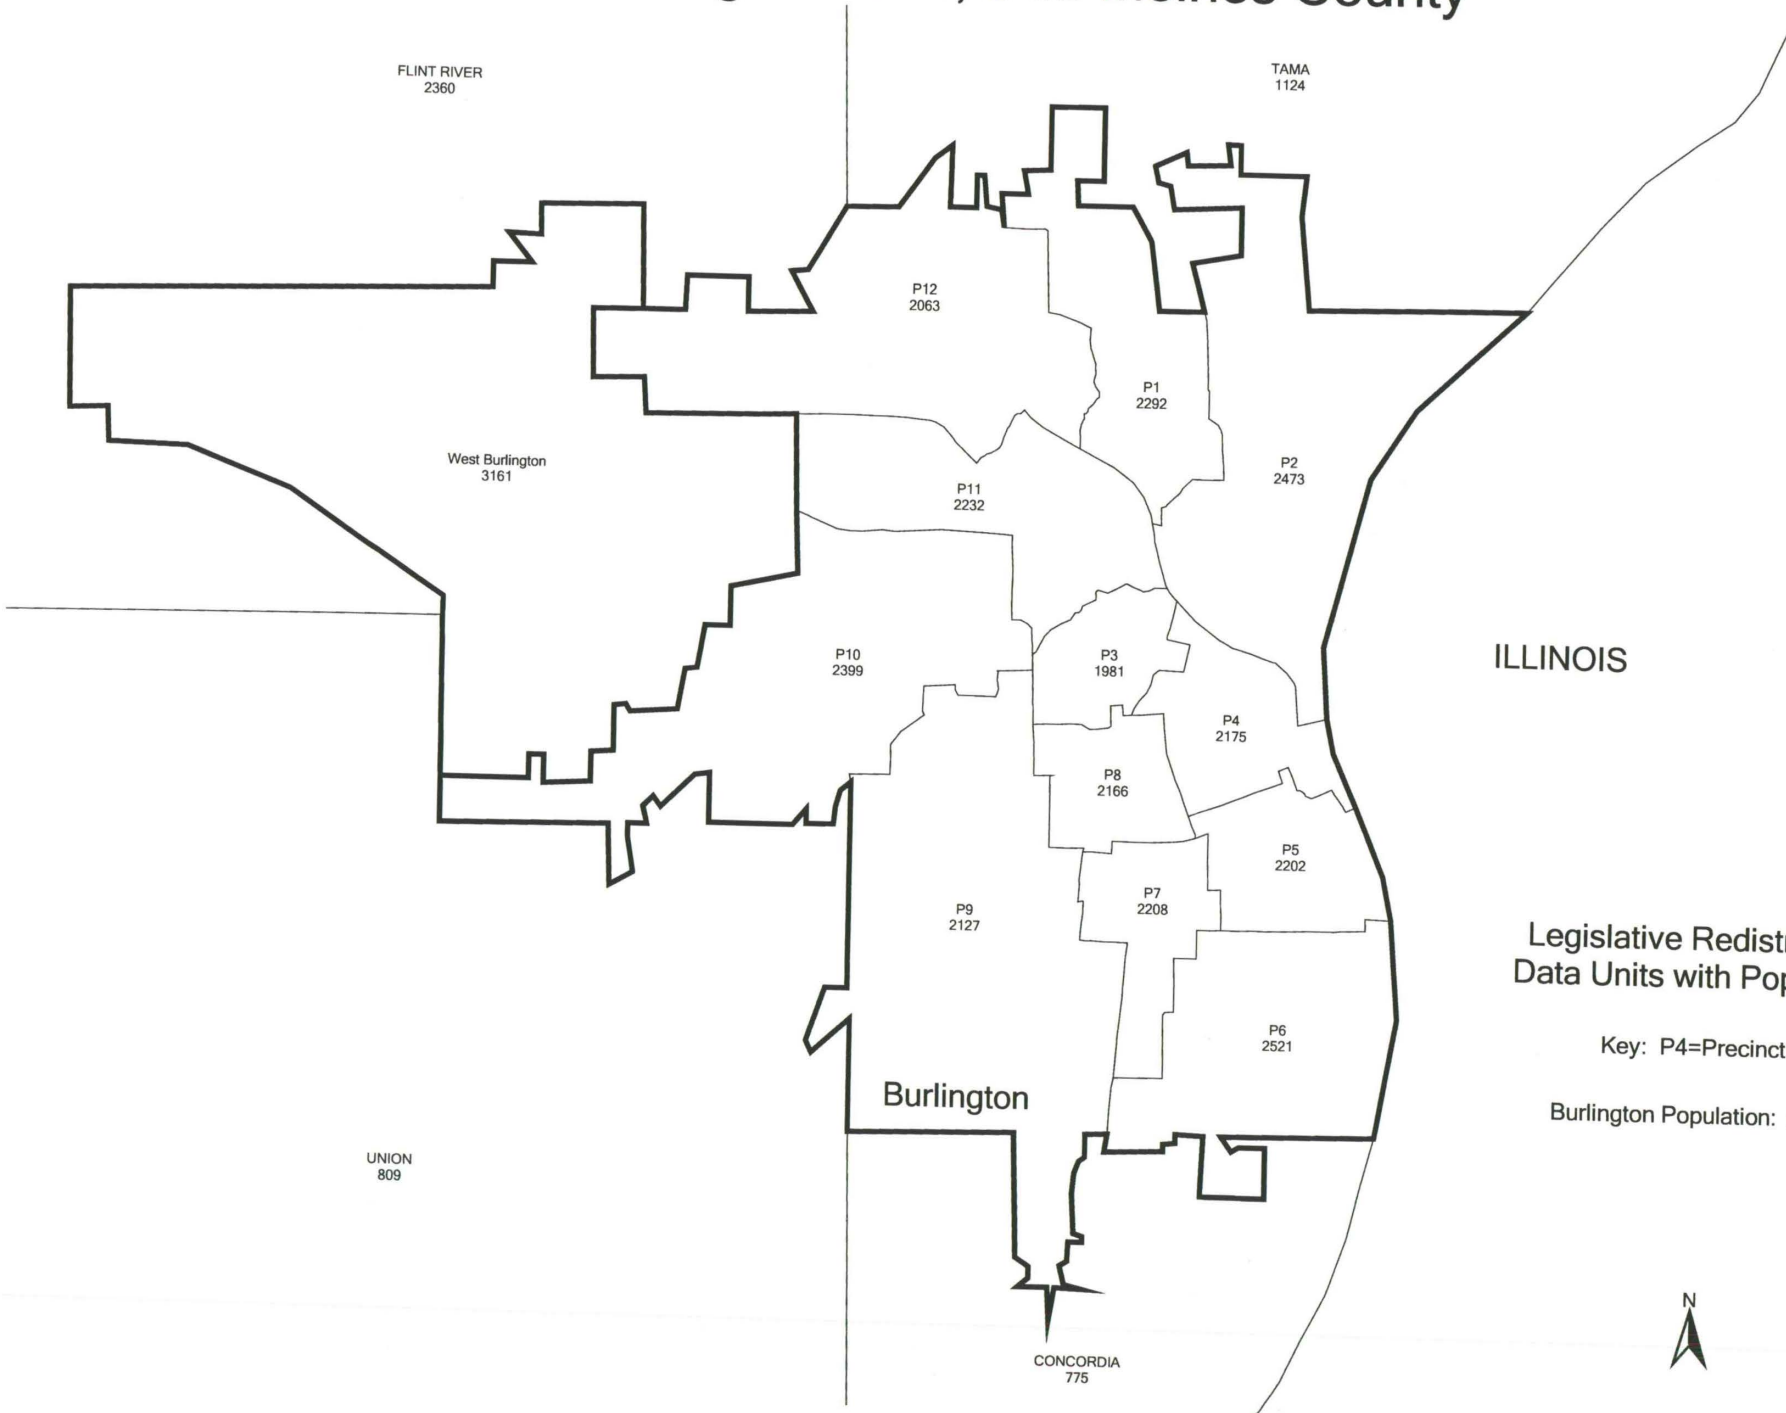 County
FLINT RIVER
2360
TAMA
1124
P12
2063
P1
2292
West Burlington
3161
P2
2473
P11
2232
P10
2399
P3
1981
ILLINOIS
P4
2175
P8
2166
P5
2202
P7
2208
P9
2127
Legislative
Data Units with
P6
2521
Key: P4=Precinct
Burlington
Burlington Population:
UNION
809
N
CONCORDIA
775